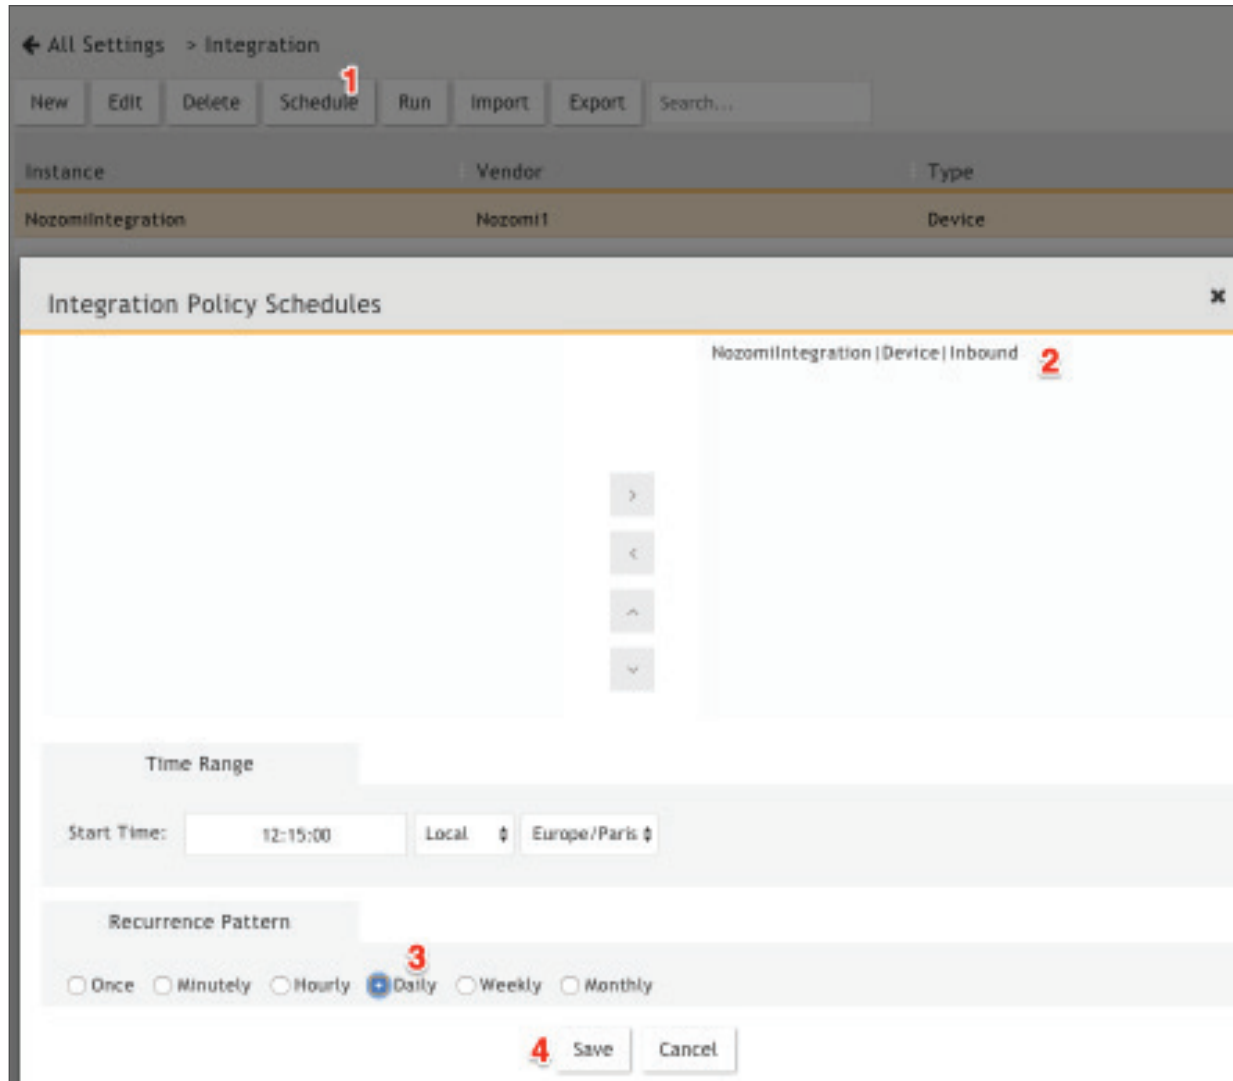 ← All Settings > Integration
1
New Edit Delete Schedule Run Import Export Search...
Instance Vendor Type
NozomiIntegration Nozomi1 Device
Integration Policy Schedules ×
NozomiIntegration|Device|Inbound 2
>
<
Time Range
Start Time: 12:15:00 Local Europe/Paris
Recurrence Pattern
3
Once Minutely Hourly Daily Weekly Monthly
4 Save Cancel